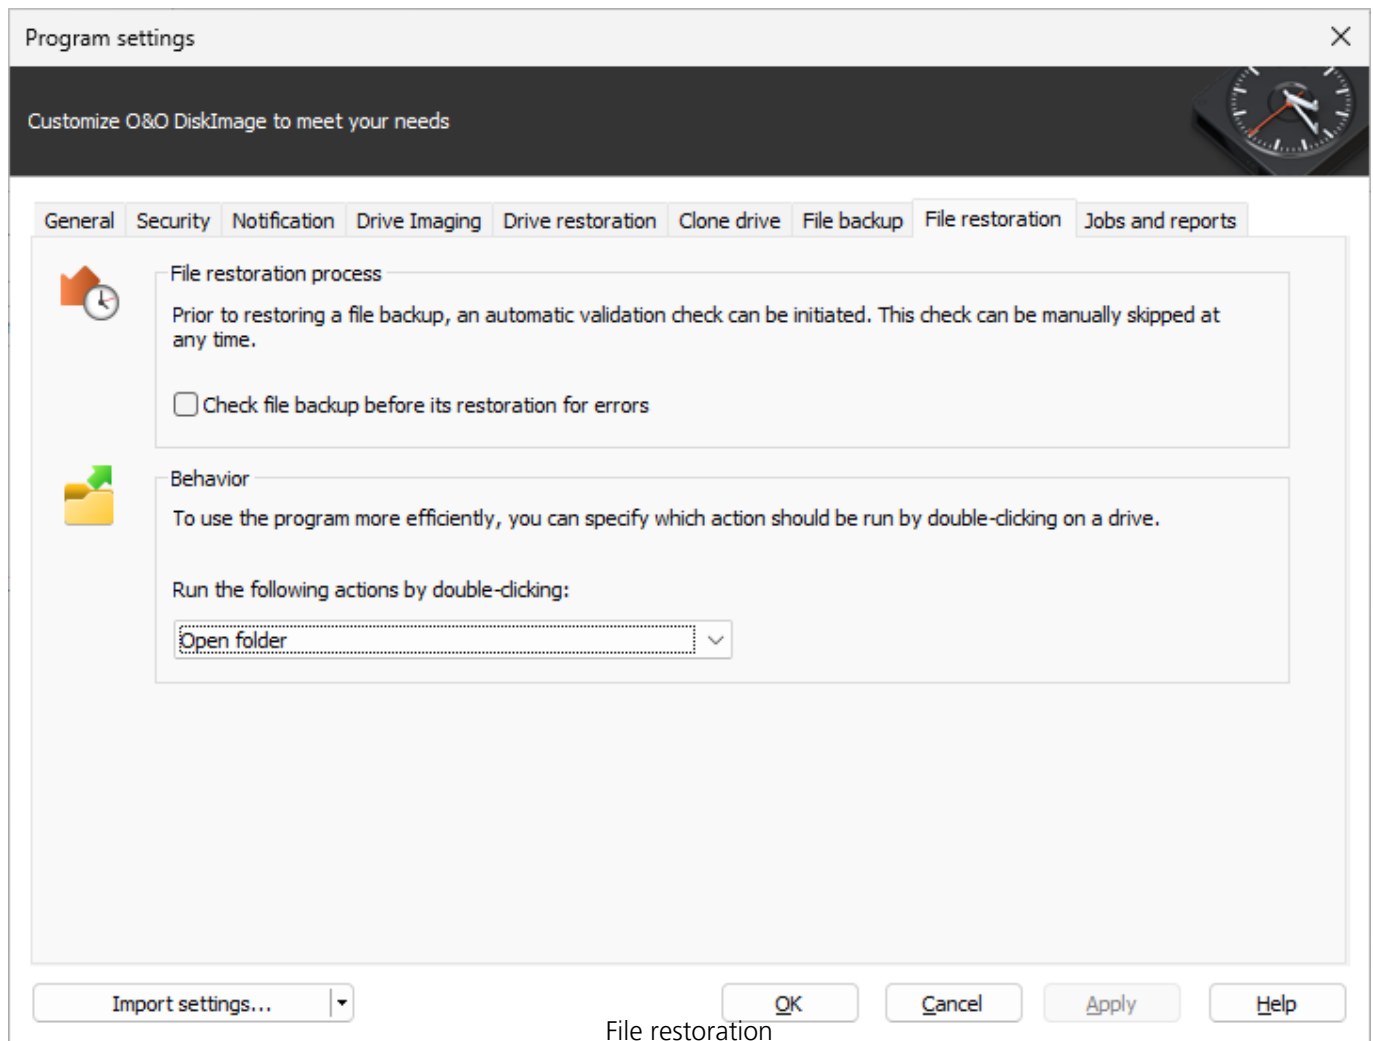 Program settings
Customize O&O DiskImage to meet your needs
General Security Notification Drive Imaging Drive restoration Clone drive File backup File restoration Jobs and reports
File restoration process
Prior to restoring a file backup, an automatic validation check can be initiated. This check can be manually skipped at
any time.
Check file backup before its restoration for errors
Behavior
To use the program more efficiently, you can specify which action should be run by double-clicking on a drive.
Run the following actions by double-clicking:
Open folder
Import settings... OK Cancel Apply Help
File restoration